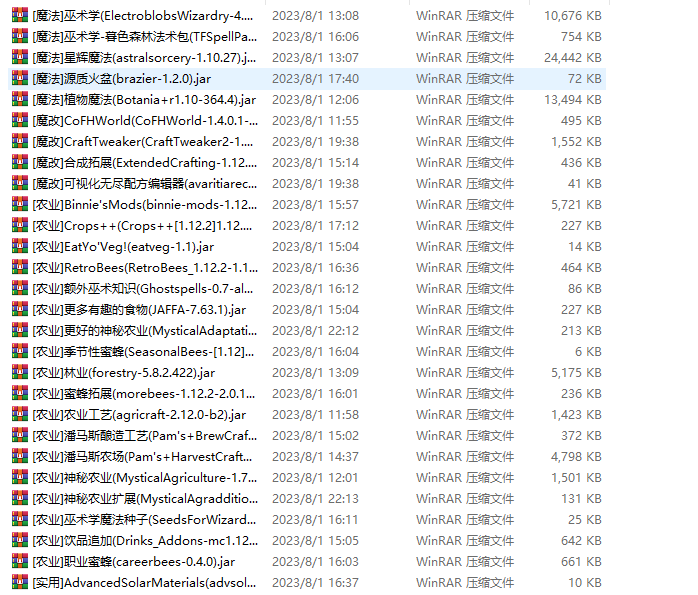 [魔法]巫术学(ElectroblobsWizardry-4.... 2023/8/1 13:08 WinRAR 压缩文件 10,676 KB
[魔法]巫术学-暮色森林法术包(TFSpellPa... 2023/8/1 16:06 WinRAR 压缩文件 754 KB
[魔法]星辉魔法(astralsorcery-1.10.27).j... 2023/8/1 13:07 WinRAR 压缩文件 24,442 KB
[魔法]源质火盆(brazier-1.2.0).jar 2023/8/1 17:40 WinRAR 压缩文件 72 KB
[魔法]植物魔法(Botania+r1.10-364.4).jar 2023/8/1 12:06 WinRAR 压缩文件 13,494 KB
[魔改]CoFHWorld(CoFHWorld-1.4.0.1-... 2023/8/1 11:55 WinRAR 压缩文件 495 KB
[魔改]CraftTweaker(CraftTweaker2-1.... 2023/8/1 19:38 WinRAR 压缩文件 1,552 KB
[魔改]合成拓展(ExtendedCrafting-1.12.... 2023/8/1 15:14 WinRAR 压缩文件 436 KB
[魔改]可视化无尽配方编辑器(avaritiarec... 2023/8/1 19:38 WinRAR 压缩文件 41 KB
[农业]Binnie'sMods(binnie-mods-1.12... 2023/8/1 15:57 WinRAR 压缩文件 5,721 KB
[农业]Crops++(Crops++[1.12.2]1.12.... 2023/8/1 17:12 WinRAR 压缩文件 227 KB
[农业]EatYo'Veg!(eatveg-1.1).jar 2023/8/1 15:04 WinRAR 压缩文件 14 KB
[农业]RetroBees(RetroBees_1.12.2-1.1... 2023/8/1 16:36 WinRAR 压缩文件 464 KB
[农业]额外巫术知识(Ghostspells-0.7-al... 2023/8/1 16:12 WinRAR 压缩文件 86 KB
[农业]更多有趣的食物(JAFFA-7.63.1).jar 2023/8/1 15:04 WinRAR 压缩文件 227 KB
[农业]更好的神秘农业(MysticalAdaptati... 2023/8/1 22:12 WinRAR 压缩文件 213 KB
[农业]季节性蜜蜂(SeasonalBees-[1.12]... 2023/8/1 16:04 WinRAR 压缩文件 6 KB
[农业]林业(forestry-5.8.2.422).jar 2023/8/1 13:09 WinRAR 压缩文件 5,175 KB
[农业]蜜蜂拓展(morebees-1.12.2-2.0.1... 2023/8/1 16:01 WinRAR 压缩文件 236 KB
[农业]农业工艺(agricraft-2.12.0-b2).jar 2023/8/1 11:58 WinRAR 压缩文件 1,423 KB
[农业]潘马斯酿造工艺(Pam's+BrewCraf... 2023/8/1 15:02 WinRAR 压缩文件 372 KB
[农业]潘马斯农场(Pam's+HarvestCraft... 2023/8/1 14:37 WinRAR 压缩文件 4,798 KB
[农业]神秘农业(MysticalAgriculture-1.7... 2023/8/1 12:01 WinRAR 压缩文件 1,501 KB
[农业]神秘农业扩展(MysticalAgradditio... 2023/8/1 22:13 WinRAR 压缩文件 131 KB
[农业]巫术学魔法种子(SeedsForWizard... 2023/8/1 16:11 WinRAR 压缩文件 25 KB
[农业]饮品追加(Drinks_Addons-mc1.12... 2023/8/1 15:05 WinRAR 压缩文件 642 KB
[农业]职业蜜蜂(careerbees-0.4.0).jar 2023/8/1 16:03 WinRAR 压缩文件 661 KB
[实用]AdvancedSolarMaterials(advsol... 2023/8/1 16:37 WinRAR 压缩文件 10 KB